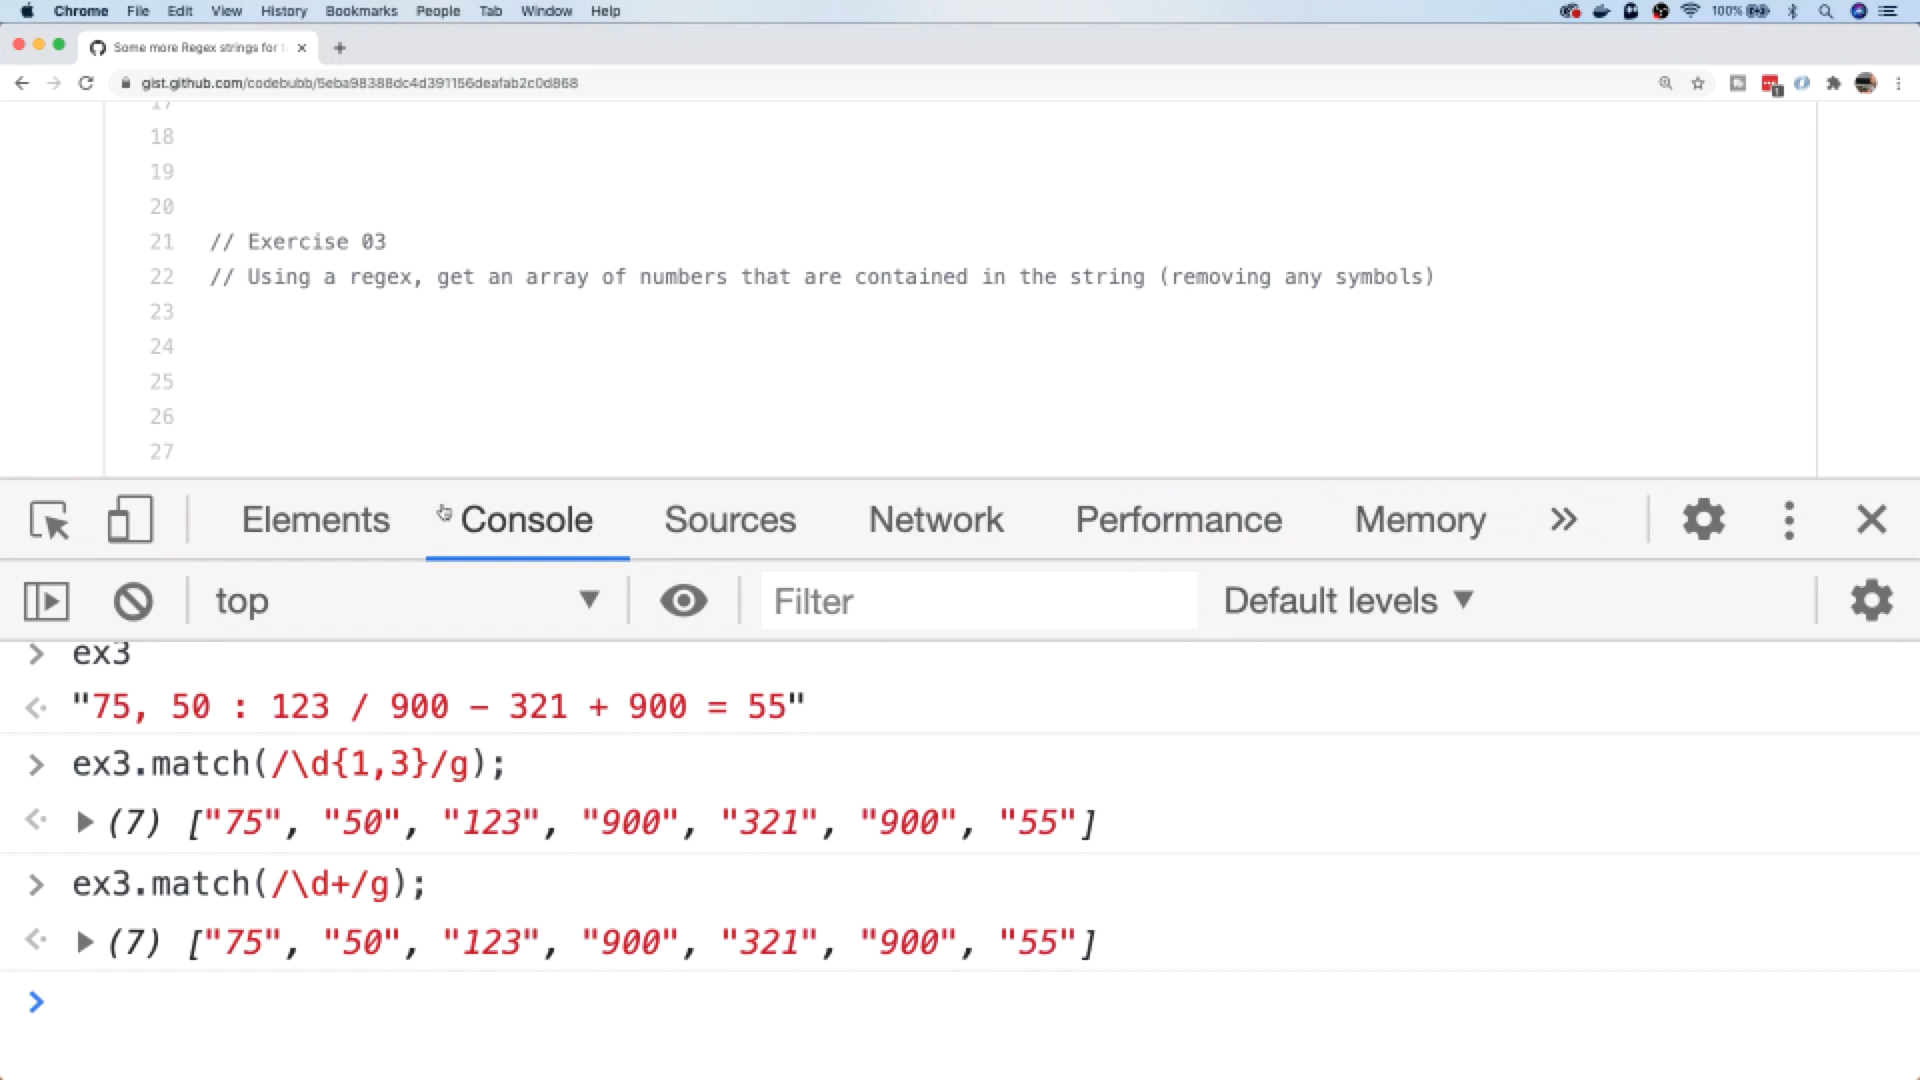 Chrome File Edit View History Bookmarks People Tab Window Help 100%
Some more Regex strings for
gist.github.com/codebubb/5eba98388dc4d391156deafab2c0d868
17
18
19
20
21 // Exercise 03
22 // Using a regex, get an array of numbers that are contained in the string (removing any symbols)
23
24
25
26
27
Elements Console Sources Network Performance Memory
top Filter Default levels
> ex3
"75, 50 : 123 / 900 - 321 + 900 = 55"
> ex3.match(/\d{1,3}/g);
(7) ["75", "50", "123", "900", "321", "900", "55"]
> ex3.match(/\d+/g);
(7) ["75", "50", "123", "900", "321", "900", "55"]
>